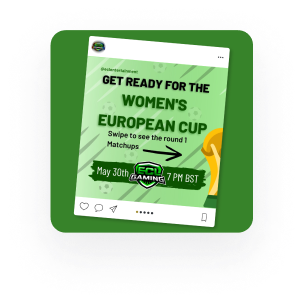 GET READY FOR THE
WOMEN'S
EUROPEAN CUP
Swipe to see the round 1
Matchups
May 30th ECU GAMING 7 PM BST